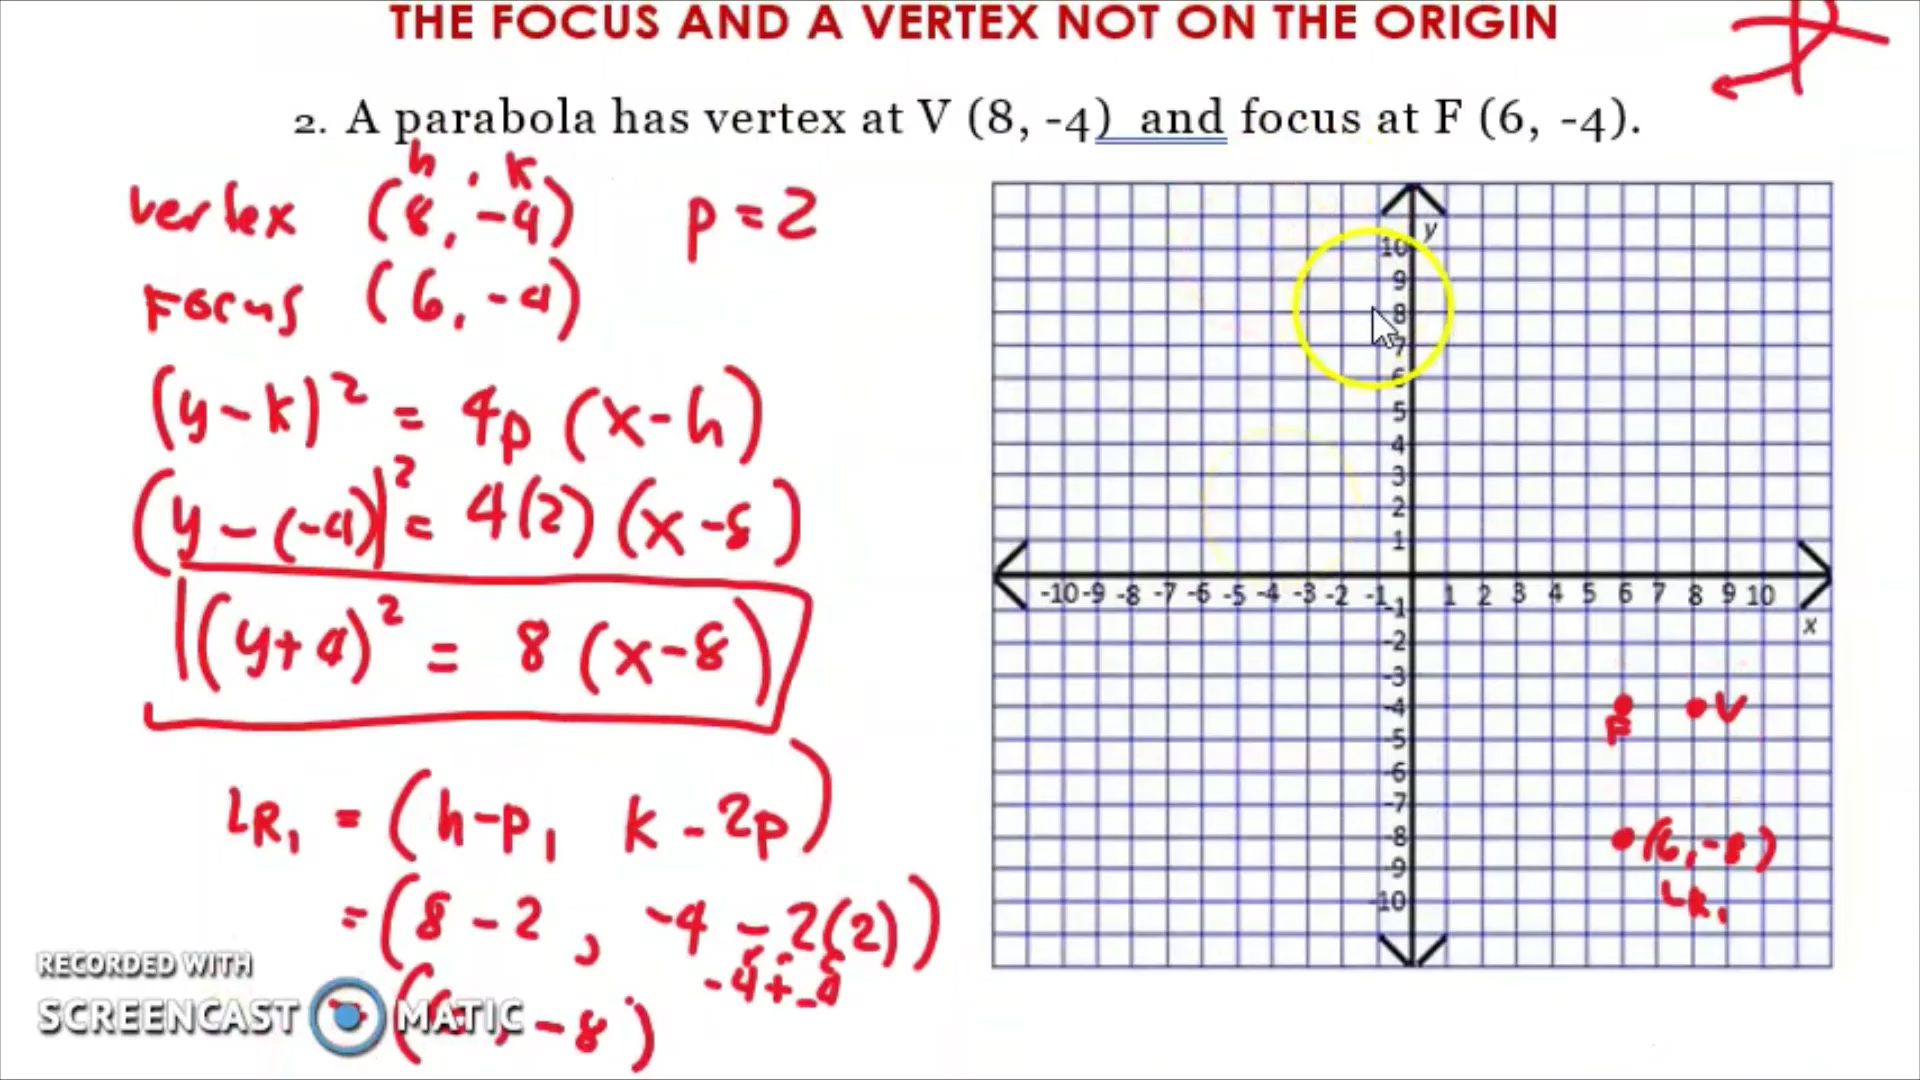 THE FOCUS AND A VERTEX NOT ON THE ORIGIN
2. A parabola has vertex at V (8, -4) and focus at F (6, -4).
h , k
vertex (8, -4) p = 2
Focus (6, -4)
(y - k)² = 4p (x - h)
(y - (-4))² = 4(2) (x - 8)
(y + 4)² = 8 (x - 8)
LR₁ = (h - p, k - 2p)
= (8 - 2, -4 - 2(2))
-4 + -4
= (6, -8)
y
10
9
8
7
6
5
4
3
2
1
-10 -9 -8 -7 -6 -5 -4 -3 -2 -1 1 2 3 4 5 6 7 8 9 10
x
-1
-2
-3
-4
-5
-6
-7
-8
-9
-10
F V
(6, -8)
LR₁
RECORDED WITH
SCREENCAST MATIC